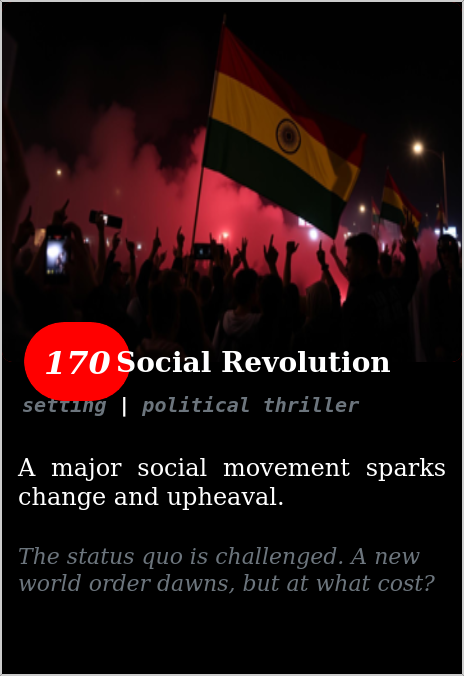 170 Social Revolution
setting | political thriller
A major social movement sparks
change and upheaval.
The status quo is challenged. A new
world order dawns, but at what cost?